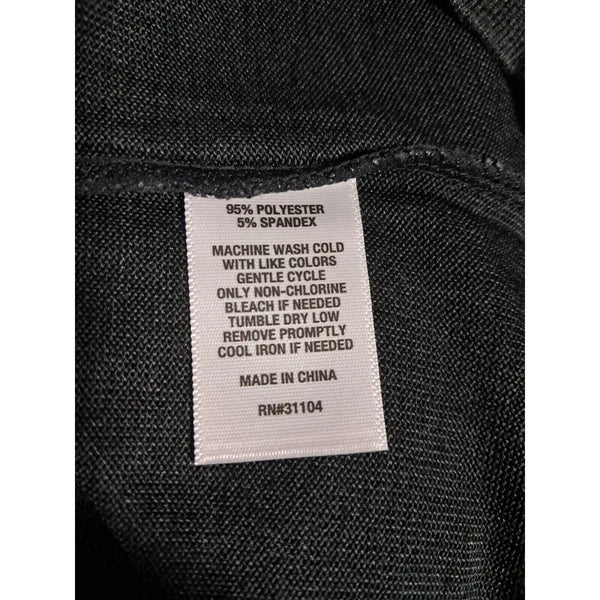 95% POLYESTER
5% SPANDEX
MACHINE WASH COLD
WITH LIKE COLORS
GENTLE CYCLE
ONLY NON-CHLORINE
BLEACH IF NEEDED
TUMBLE DRY LOW
REMOVE PROMPTLY
COOL IRON IF NEEDED
MADE IN CHINA
RN#31104